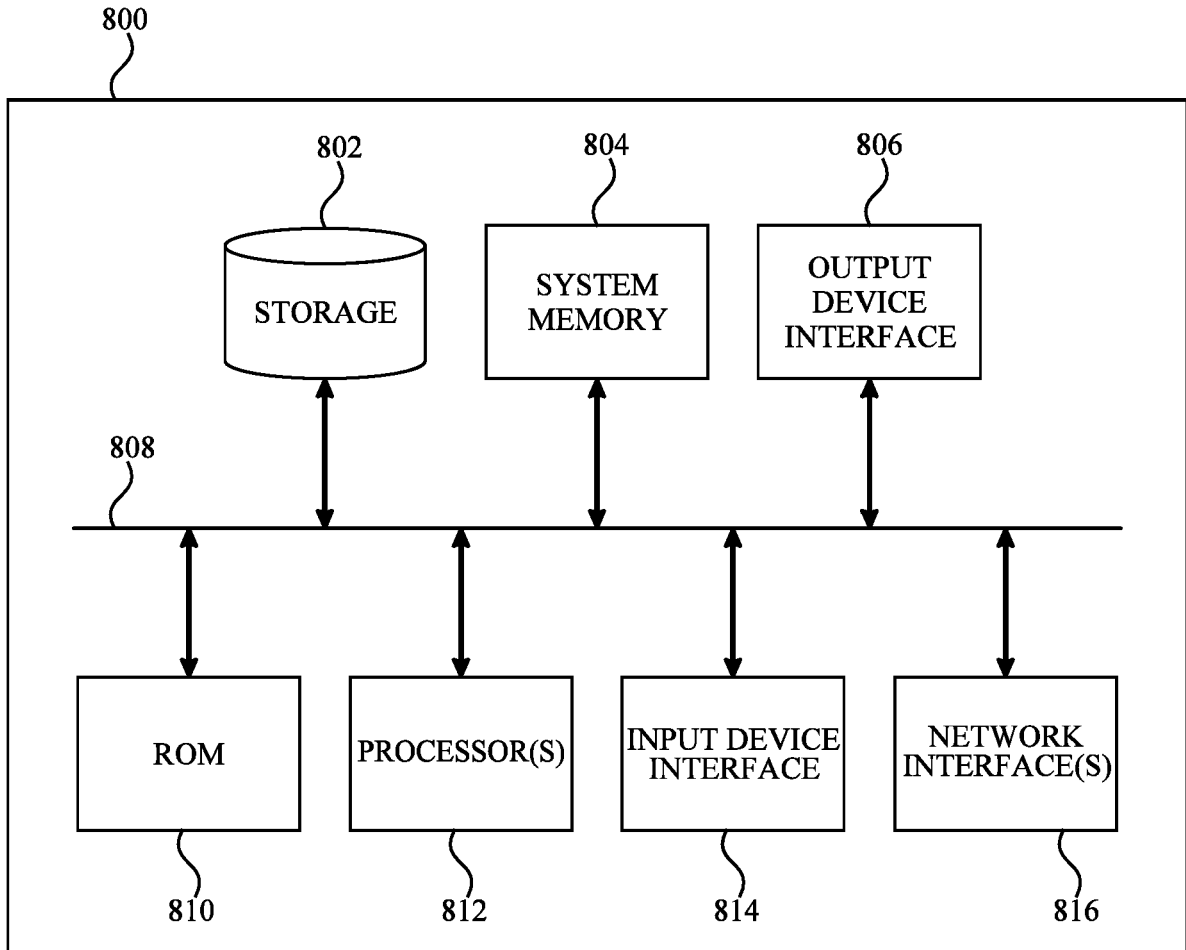 800
802
804
806
STORAGE
SYSTEM
MEMORY
OUTPUT
DEVICE
INTERFACE
808
ROM
PROCESSOR(S)
INPUT DEVICE
INTERFACE
NETWORK
INTERFACE(S)
810
812
814
816